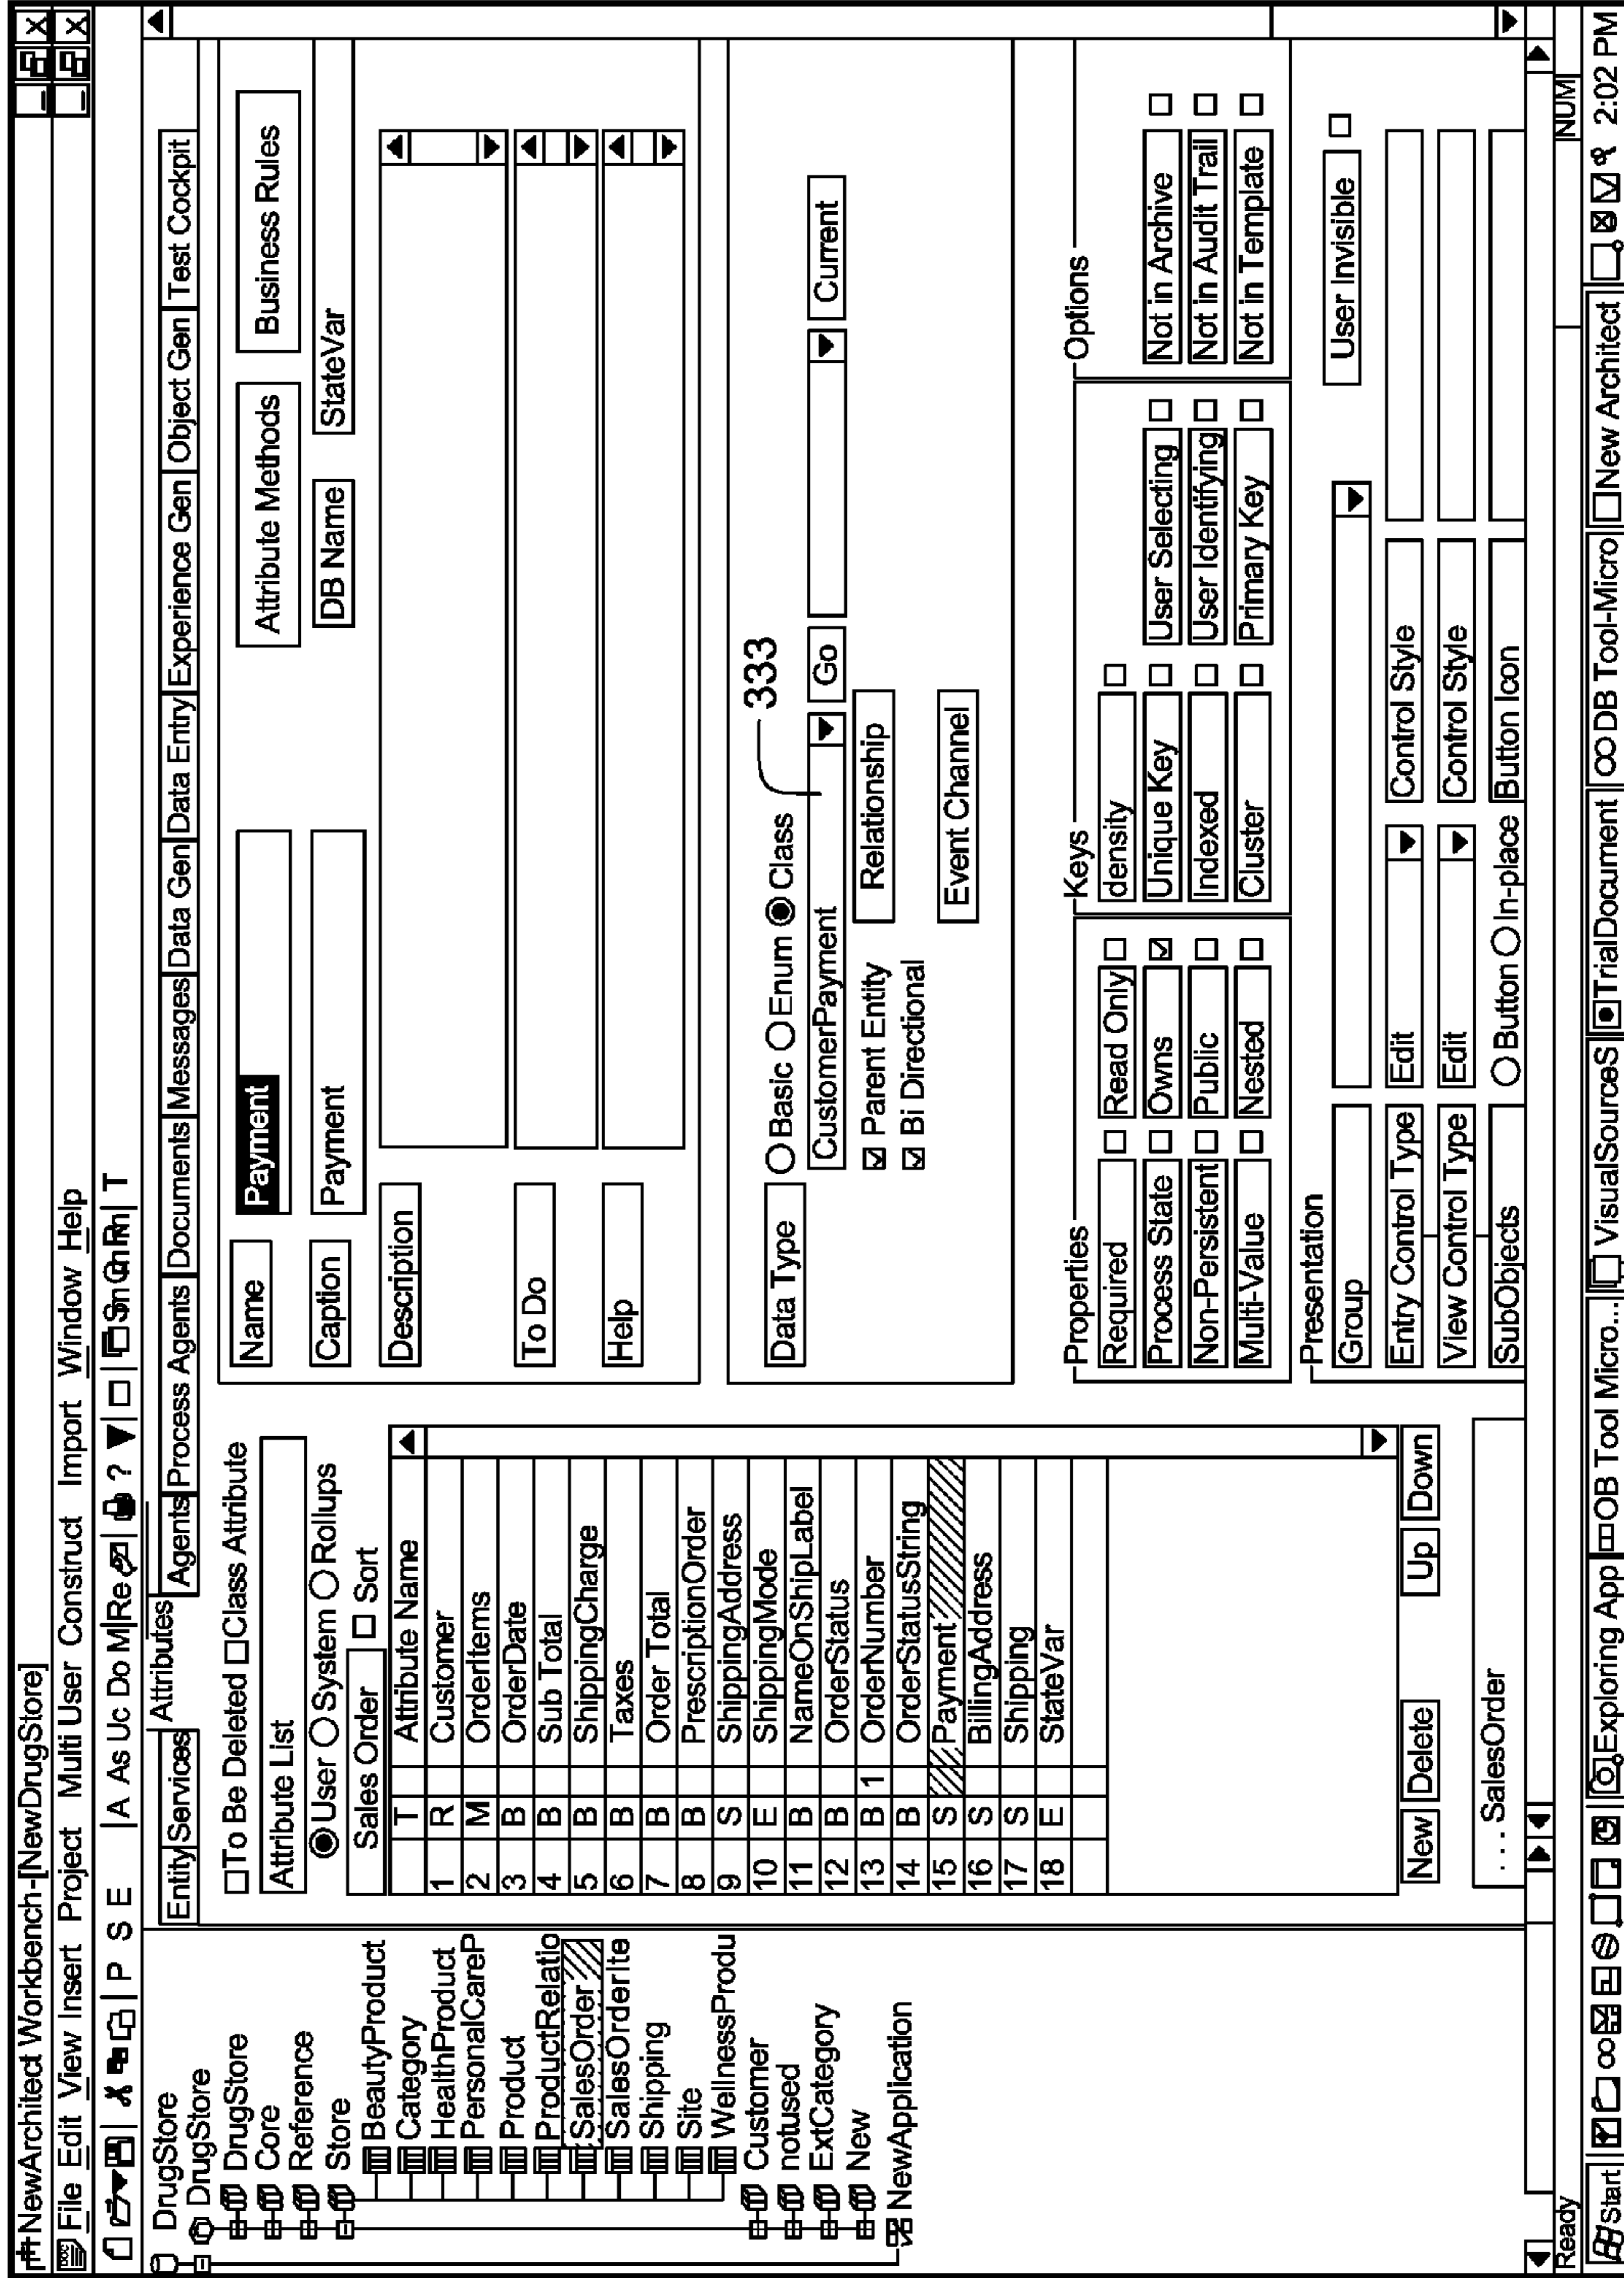 NewArchitect Workbench-[NewDrugStore]
File Edit View Insert Project Multi User Construct Import Window Help
P S E A As Uc Do M Re ? T
DrugStore
DrugStore
DrugStore
Core
Reference
Store
BeautyProduct
Category
HealthProduct
PersonalCareP
Product
ProductRelatio
SalesOrder
SalesOrderIte
Shipping
Site
WellnessProdu
Customer
notused
ExtCategory
New
NewApplication
Entity Services Attributes Agents Process Agents Documents Messages Data Gen Data Entry Experience Gen Object Gen Test Cockpit
To Be Deleted Class Attribute
Attribute List
User System Rollups
Sales Order Sort
T Attribute Name
1 R Customer
2 M OrderItems
3 B OrderDate
4 B Sub Total
5 B ShippingCharge
6 B Taxes
7 B Order Total
8 B PrescriptionOrder
9 S ShippingAddress
10 E ShippingMode
11 B NameOnShipLabel
12 B OrderStatus
13 B 1 OrderNumber
14 B OrderStatusString
15 S Payment
16 S BillingAddress
17 S Shipping
18 E StateVar
New Delete Up Down
. . . SalesOrder
Name Payment Attribute Methods Business Rules
Caption Payment DB Name StateVar
Description
To Do
Help
Data Type Basic Enum Class 333
CustomerPayment Go Current
Parent Entity Relationship
Bi Directional
Event Channel
Properties Keys Options
Required Read Only density
Process State Owns Unique Key User Selecting Not in Archive
Non-Persistent Public Indexed User Identifying Not in Audit Trail
Multi-Value Nested Cluster Primary Key Not in Template
Presentation
Group User Invisible
Entry Control Type Edit Control Style
View Control Type Edit Control Style
SubObjects Button In-place Button Icon
Ready NUM
Start Exploring App OB Tool Micro... VisualSourceS TrialDocument DB Tool-Micro New Architect 2:02 PM